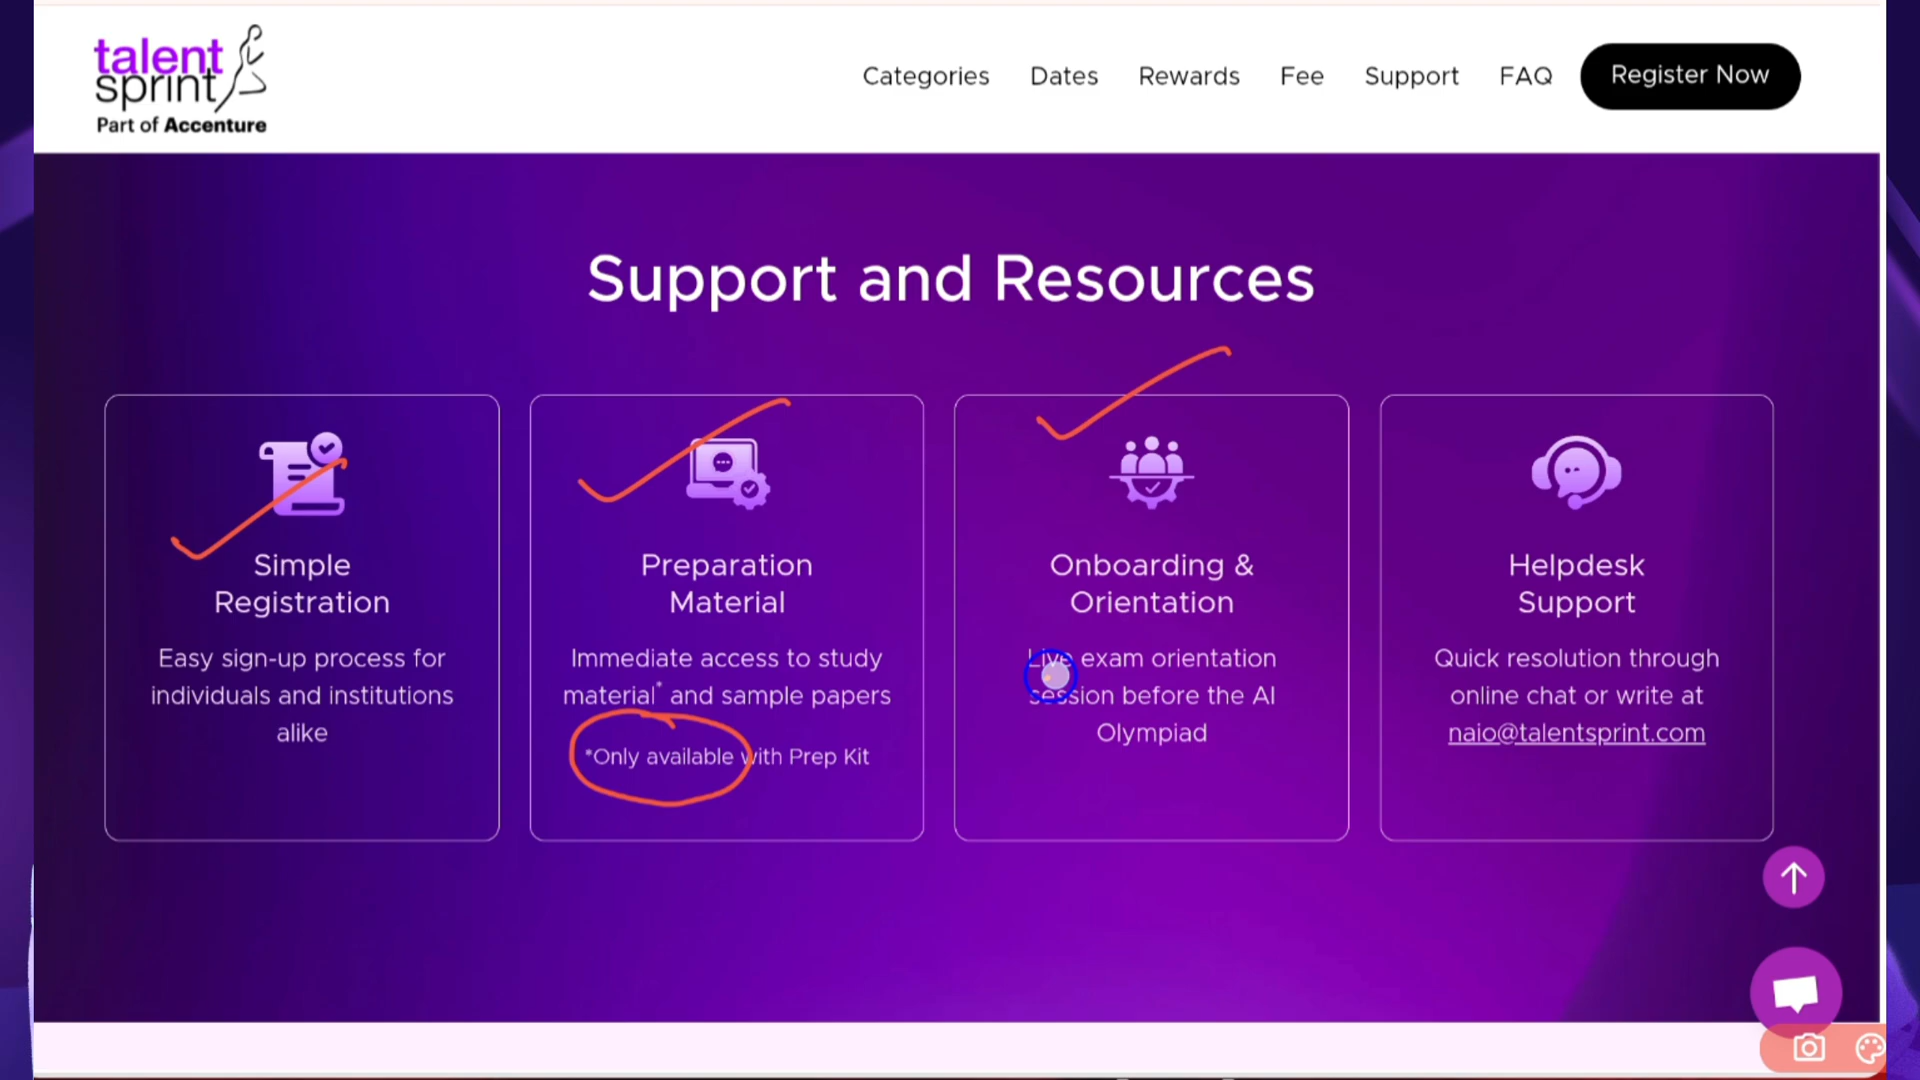 talent
sprint
Part of Accenture
Categories Dates Rewards Fee Support FAQ Register Now
Support and Resources
Simple
Registration
Easy sign-up process for
individuals and institutions
alike
Preparation
Material
Immediate access to study
material* and sample papers
*Only available with Prep Kit
Onboarding &
Orientation
Live exam orientation
session before the AI
Olympiad
Helpdesk
Support
Quick resolution through
online chat or write at
naio@talentsprint.com